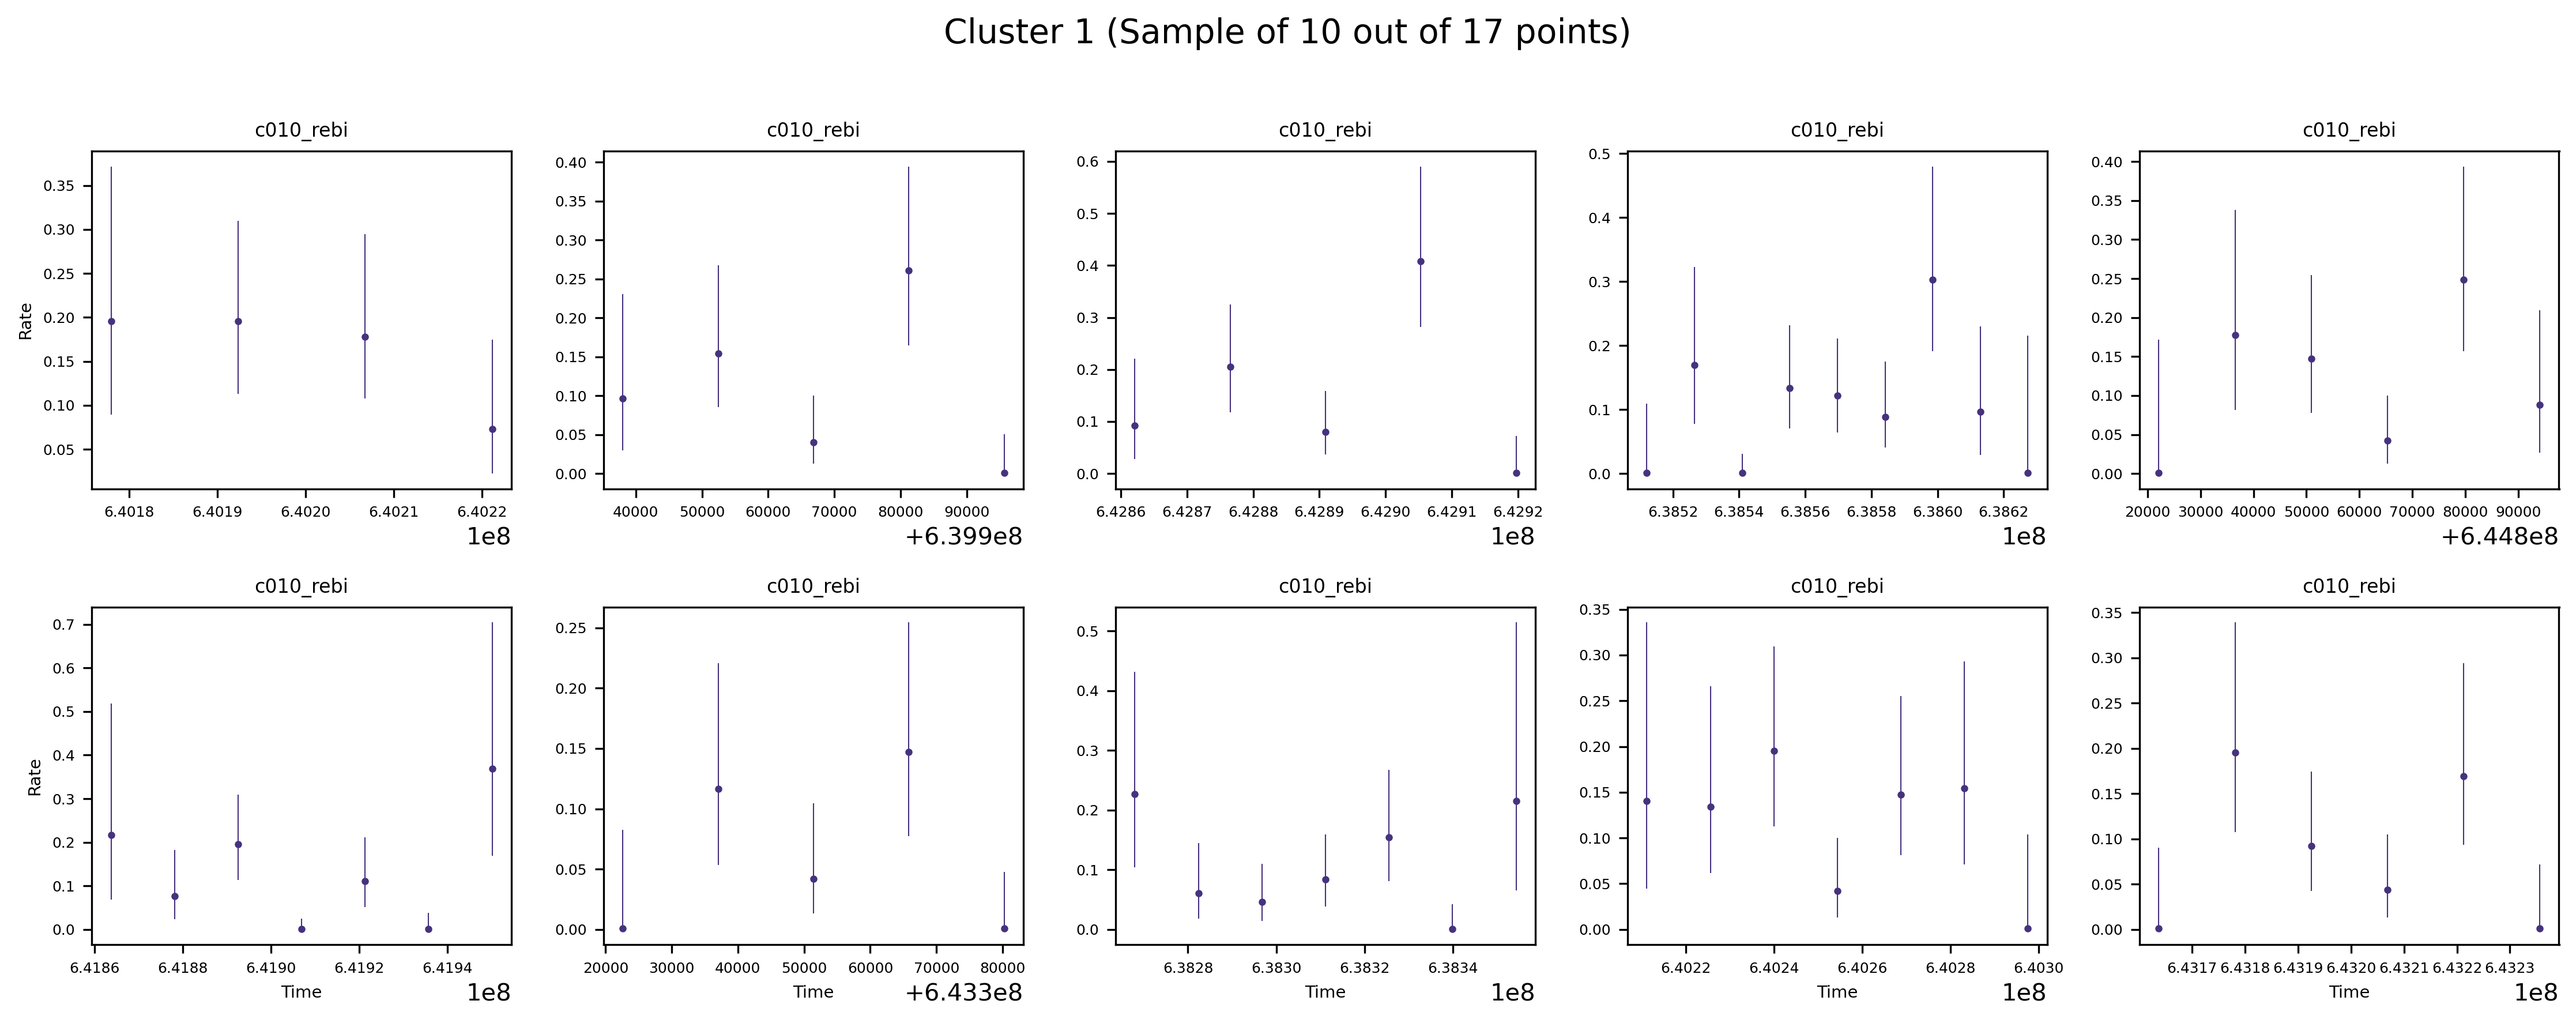 Cluster 1 (Sample of 10 out of 17 points)
c010_rebi c010_rebi c010_rebi c010_rebi c010_rebi
Rate
0.35 0.30 0.25 0.20 0.15 0.10 0.05
0.40 0.35 0.30 0.25 0.20 0.15 0.10 0.05 0.00
0.6 0.5 0.4 0.3 0.2 0.1 0.0
0.5 0.4 0.3 0.2 0.1 0.0
0.40 0.35 0.30 0.25 0.20 0.15 0.10 0.05 0.00
6.4018 6.4019 6.4020 6.4021 6.4022
1e8
40000 50000 60000 70000 80000 90000
+6.399e8
6.4286 6.4287 6.4288 6.4289 6.4290 6.4291 6.4292
1e8
6.3852 6.3854 6.3856 6.3858 6.3860 6.3862
1e8
20000 30000 40000 50000 60000 70000 80000 90000
+6.448e8
c010_rebi c010_rebi c010_rebi c010_rebi c010_rebi
Rate
0.7 0.6 0.5 0.4 0.3 0.2 0.1 0.0
0.25 0.20 0.15 0.10 0.05 0.00
0.5 0.4 0.3 0.2 0.1 0.0
0.35 0.30 0.25 0.20 0.15 0.10 0.05 0.00
0.35 0.30 0.25 0.20 0.15 0.10 0.05 0.00
6.4186 6.4188 6.4190 6.4192 6.4194
Time 1e8
20000 30000 40000 50000 60000 70000 80000
Time +6.433e8
6.3828 6.3830 6.3832 6.3834
Time 1e8
6.4022 6.4024 6.4026 6.4028 6.4030
Time 1e8
6.4317 6.4318 6.4319 6.4320 6.4321 6.4322 6.4323
Time 1e8